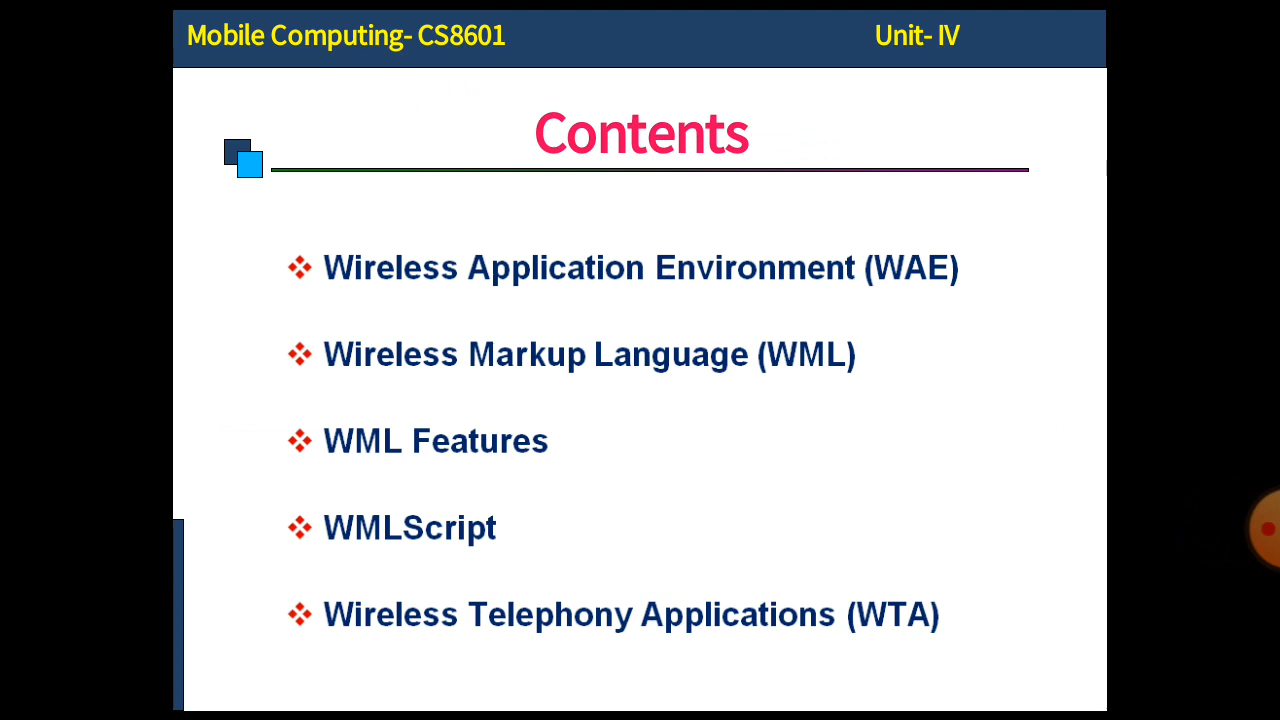 Mobile Computing- CS8601 Unit- IV
Contents
Wireless Application Environment (WAE)
Wireless Markup Language (WML)
WML Features
WMLScript
Wireless Telephony Applications (WTA)